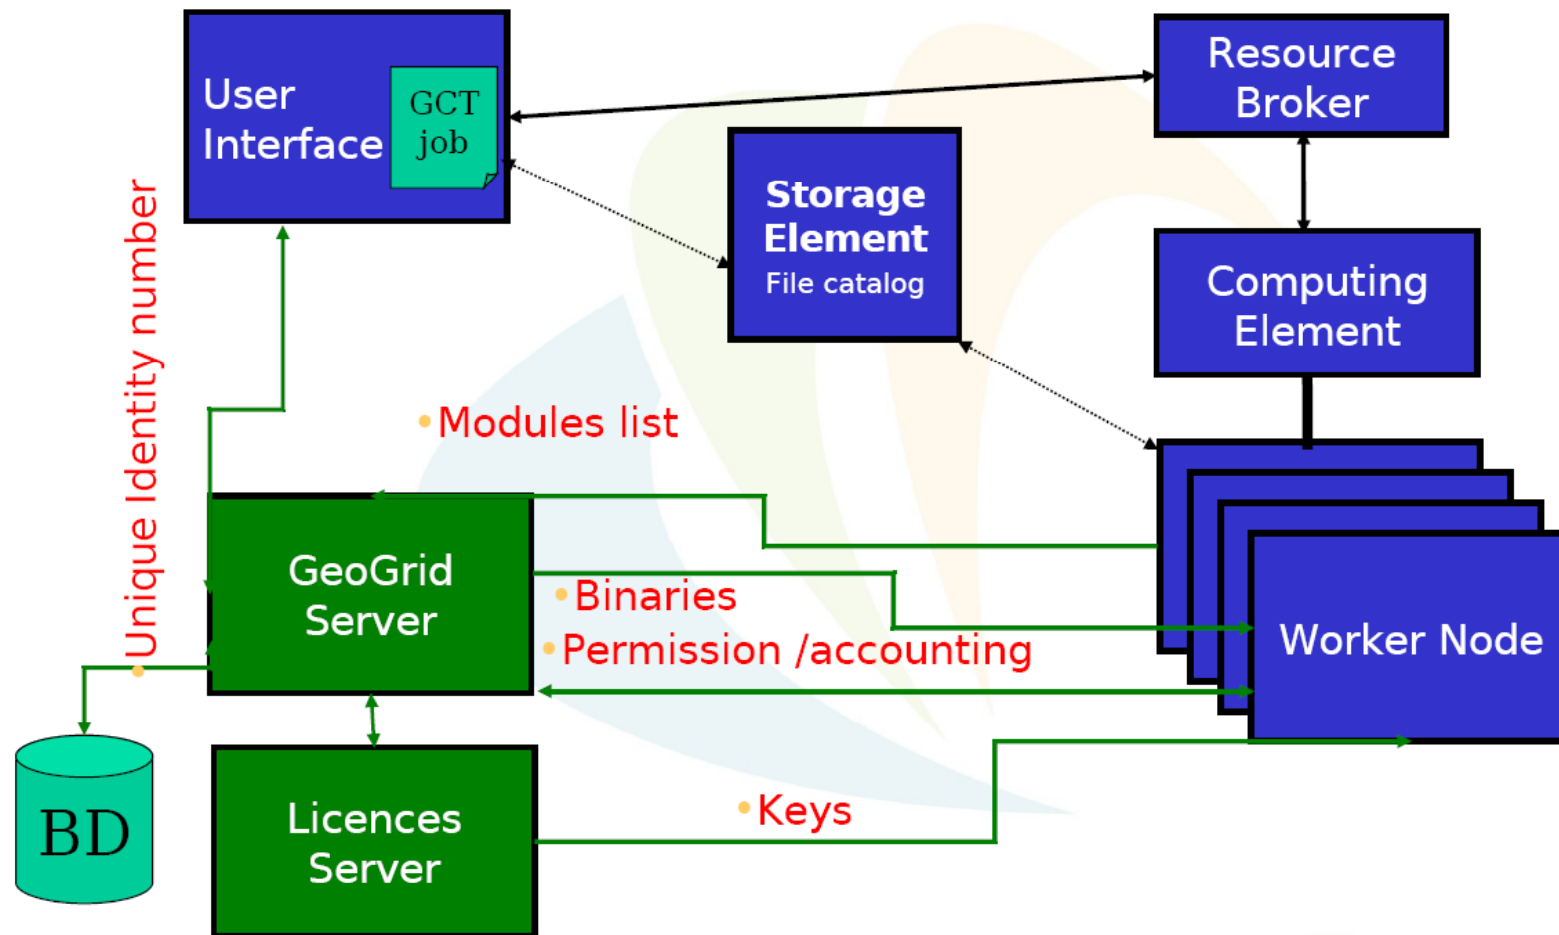 User
Interface
GCT
job
Resource
Broker
Storage
Element
File catalog
Computing
Element
•Unique Identity number
•Modules list
GeoGrid
Server
•Binaries
•Permission /accounting
Worker Node
BD
Licences
Server
•Keys